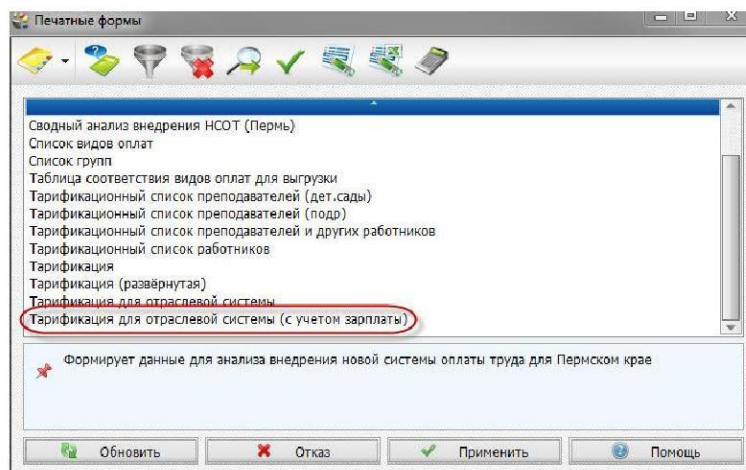 Печатные формы
Сводный анализ внедрения НСОТ (Пермь)
Список видов оплат
Список групп
Таблица соответствия видов оплат для выгрузки
Тарификационный список преподавателей (дет.сады)
Тарификационный список преподавателей (подр)
Тарификационный список преподавателей и других работников
Тарификационный список работников
Тарификация
Тарификация (развёрнутая)
Тарификация для отраслевой системы
Тарификация для отраслевой системы (с учетом зарплаты)
Формирует данные для анализа внедрения новой системы оплаты труда для Пермском крае
Обновить Отказ Применить Помощь